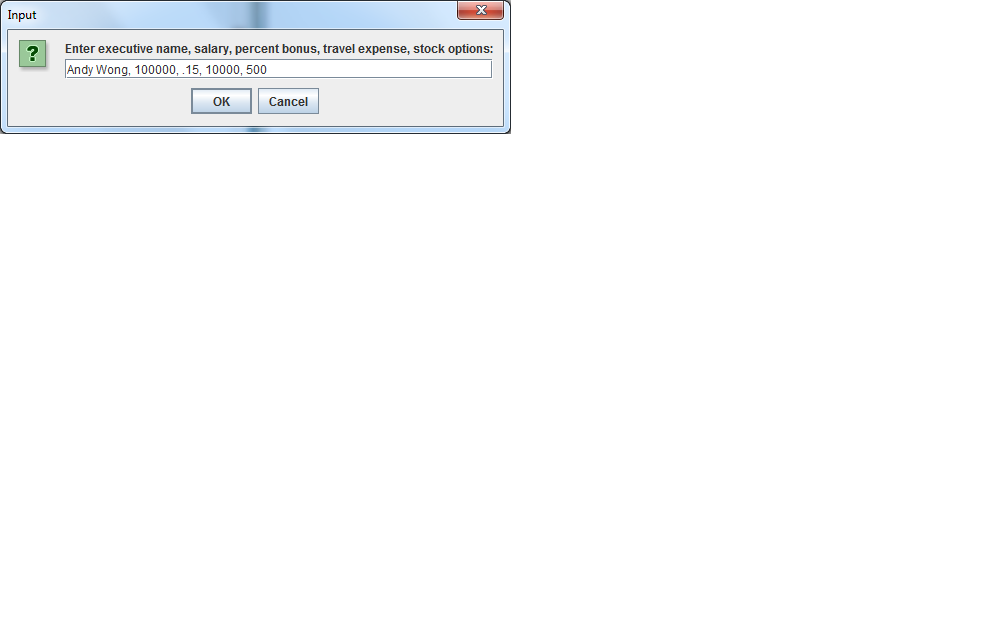 Input
Enter executive name, salary, percent bonus, travel expense, stock options:
?
Andy Wong, 100000, .15, 10000, 500
OK Cancel